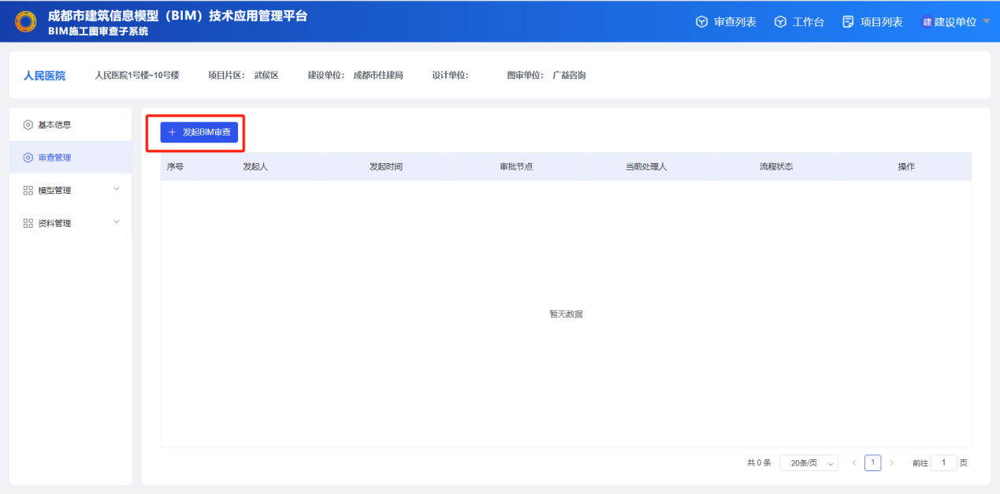 成都市建筑信息模型（BIM）技术应用管理平台
BIM施工图审查子系统
审查列表 工作台 项目列表 建 建设单位
人民医院 人民医院1号楼~10号楼 项目片区： 武侯区 建设单位： 成都市住建局 设计单位： 图审单位： 广益咨询
基本信息
审查管理
模型管理
资料管理
+ 发起BIM审查
序号 发起人 发起时间 审批节点 当前处理人 流程状态 操作
暂无数据
共 0 条 20条/页 < 1 > 前往 1 页